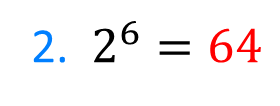 2. 2⁶ = 64